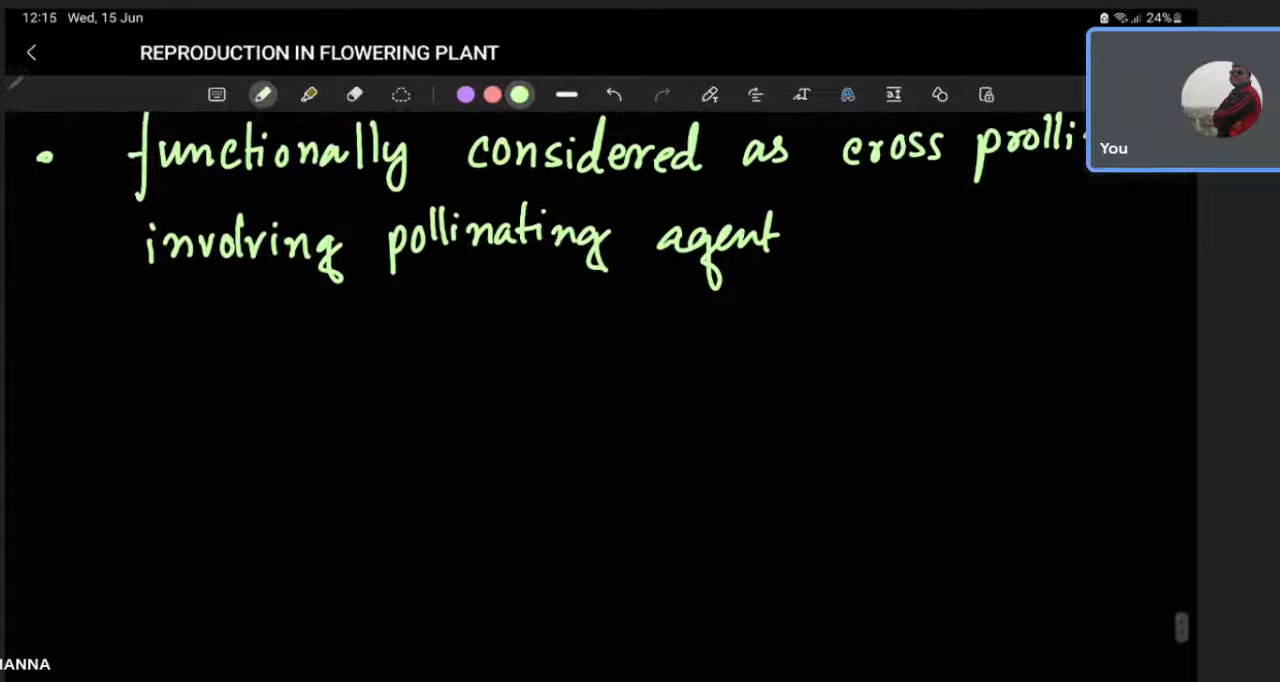 12:15 Wed, 15 Jun 24%
REPRODUCTION IN FLOWERING PLANT
You
• functionally considered as cross prolli
involving pollinating agent
IANNA